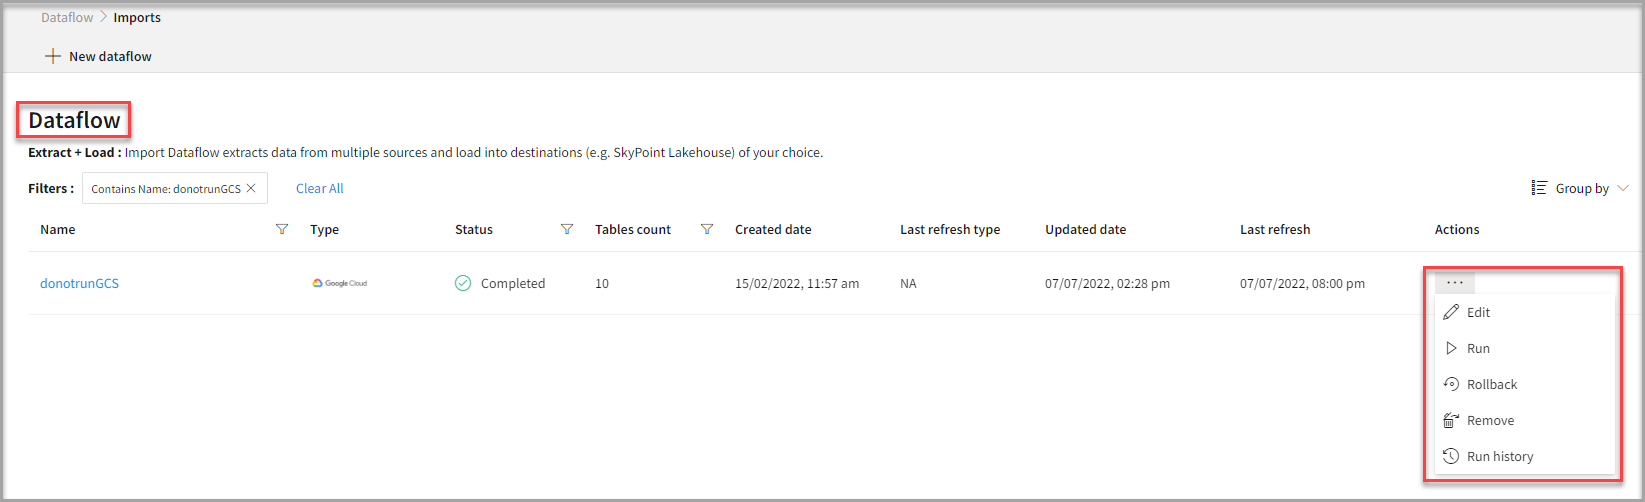 Dataflow > Imports
New dataflow
Dataflow
Extract + Load : Import Dataflow extracts data from multiple sources and load into destinations (e.g. SkyPoint Lakehouse) of your choice.
Filters : Contains Name: donotrunGCS Clear All Group by
Name Type Status Tables count Created date Last refresh type Updated date Last refresh Actions
donotrunGCS Google Cloud Completed 10 15/02/2022, 11:57 am NA 07/07/2022, 02:28 pm 07/07/2022, 08:00 pm ...
Edit
Run
Rollback
Remove
Run history